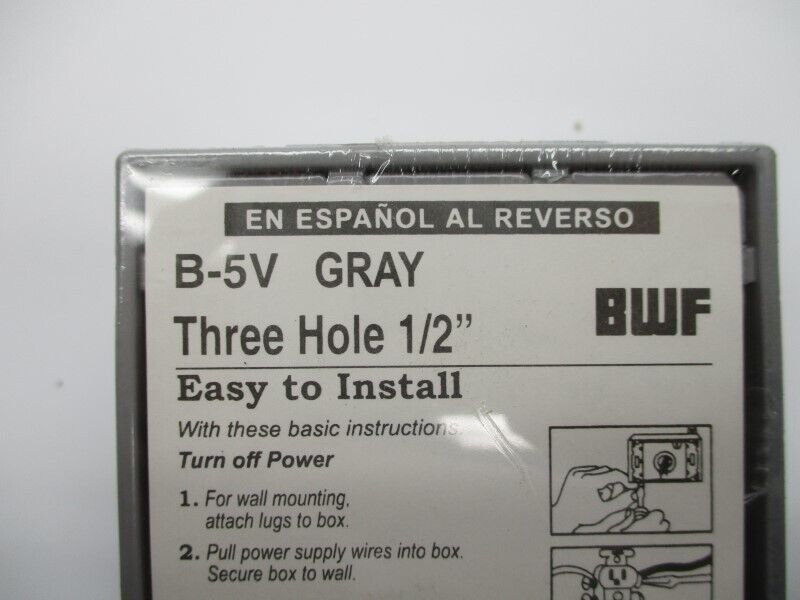 EN ESPAÑOL AL REVERSO
B-5V GRAY
Three Hole 1/2”
BWF
Easy to Install
With these basic instructions.
Turn off Power
1. For wall mounting,
attach lugs to box.
2. Pull power supply wires into box.
Secure box to wall.